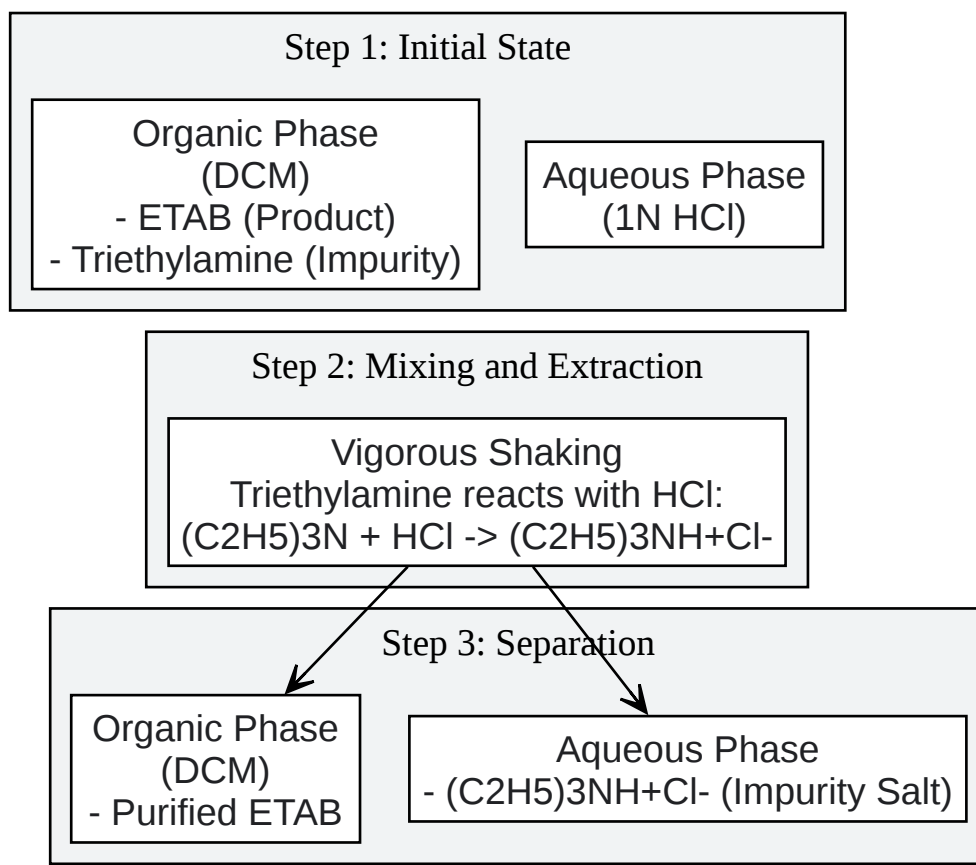 Step 1: Initial State
Organic Phase
(DCM)
- ETAB (Product)
- Triethylamine (Impurity)
Aqueous Phase
(1N HCl)
Step 2: Mixing and Extraction
Vigorous Shaking
Triethylamine reacts with HCl:
(C2H5)3N + HCl -> (C2H5)3NH+Cl-
Step 3: Separation
Organic Phase
(DCM)
- Purified ETAB
Aqueous Phase
- (C2H5)3NH+Cl- (Impurity Salt)